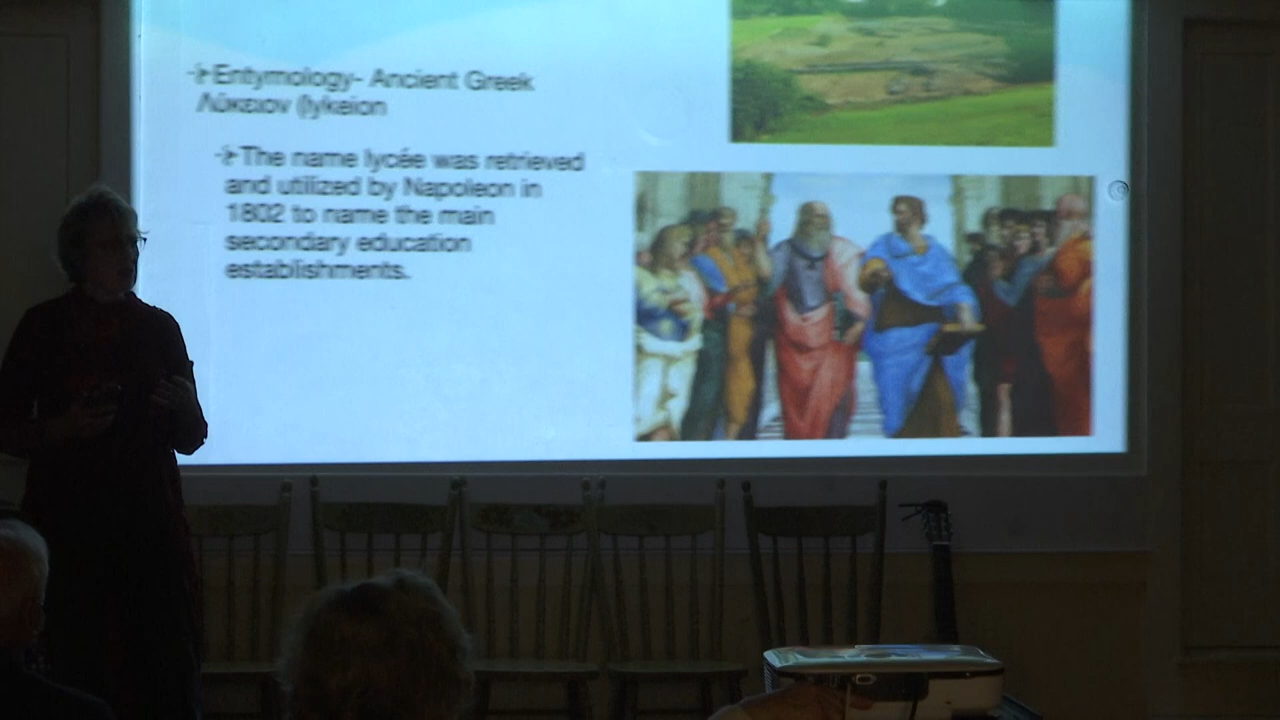 Entymology- Ancient Greek
Λύκειον (lykeion
The name lycée was retrieved
and utilized by Napoleon in
1802 to name the main
secondary education
establishments.